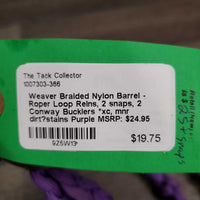 The Tack Collector
1007303-366
Weaver Braided Nylon Barrel -
Roper Loop Reins, 2 snaps, 2
Conway Bucklers *xc, mnr
dirt?stains Purple MSRP: $24.95
$19.75
9Z5W13*